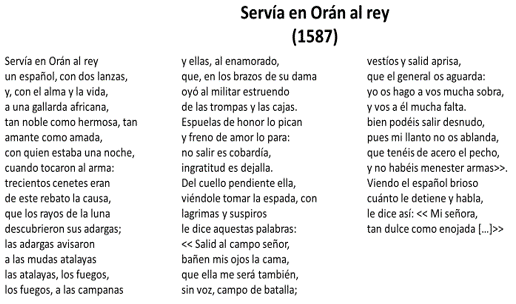 Servía en Orán al rey
(1587)
Servía en Orán al rey
un español, con dos lanzas,
y, con el alma y la vida,
a una gallarda africana,
tan noble como hermosa, tan
amante como amada,
con quien estaba una noche,
cuando tocaron al arma:
trecientos cenetes eran
de este rebato la causa,
que los rayos de la luna
descubrieron sus adargas;
las adargas avisaron
a las mudas atalayas
las atalayas, los fuegos,
los fuegos, a las campanas
y ellas, al enamorado,
que, en los brazos de su dama
oyó al militar estruendo
de las trompas y las cajas.
Espuelas de honor lo pican
y freno de amor lo para:
no salir es cobardía,
ingratitud es dejalla.
Del cuello pendiente ella,
viéndole tomar la espada, con
lagrimas y suspiros
le dice aquestas palabras:
<< Salid al campo señor,
bañen mis ojos la cama,
que ella me será también,
sin voz, campo de batalla;
vestíos y salid aprisa,
que el general os aguarda:
yo os hago a vos mucha sobra,
y vos a él mucha falta.
bien podéis salir desnudo,
pues mi llanto no os ablanda,
que tenéis de acero el pecho,
y no habéis menester armas>>.
Viendo el español brioso
cuánto le detiene y habla,
le dice así: << Mi señora,
tan dulce como enojada […]>>